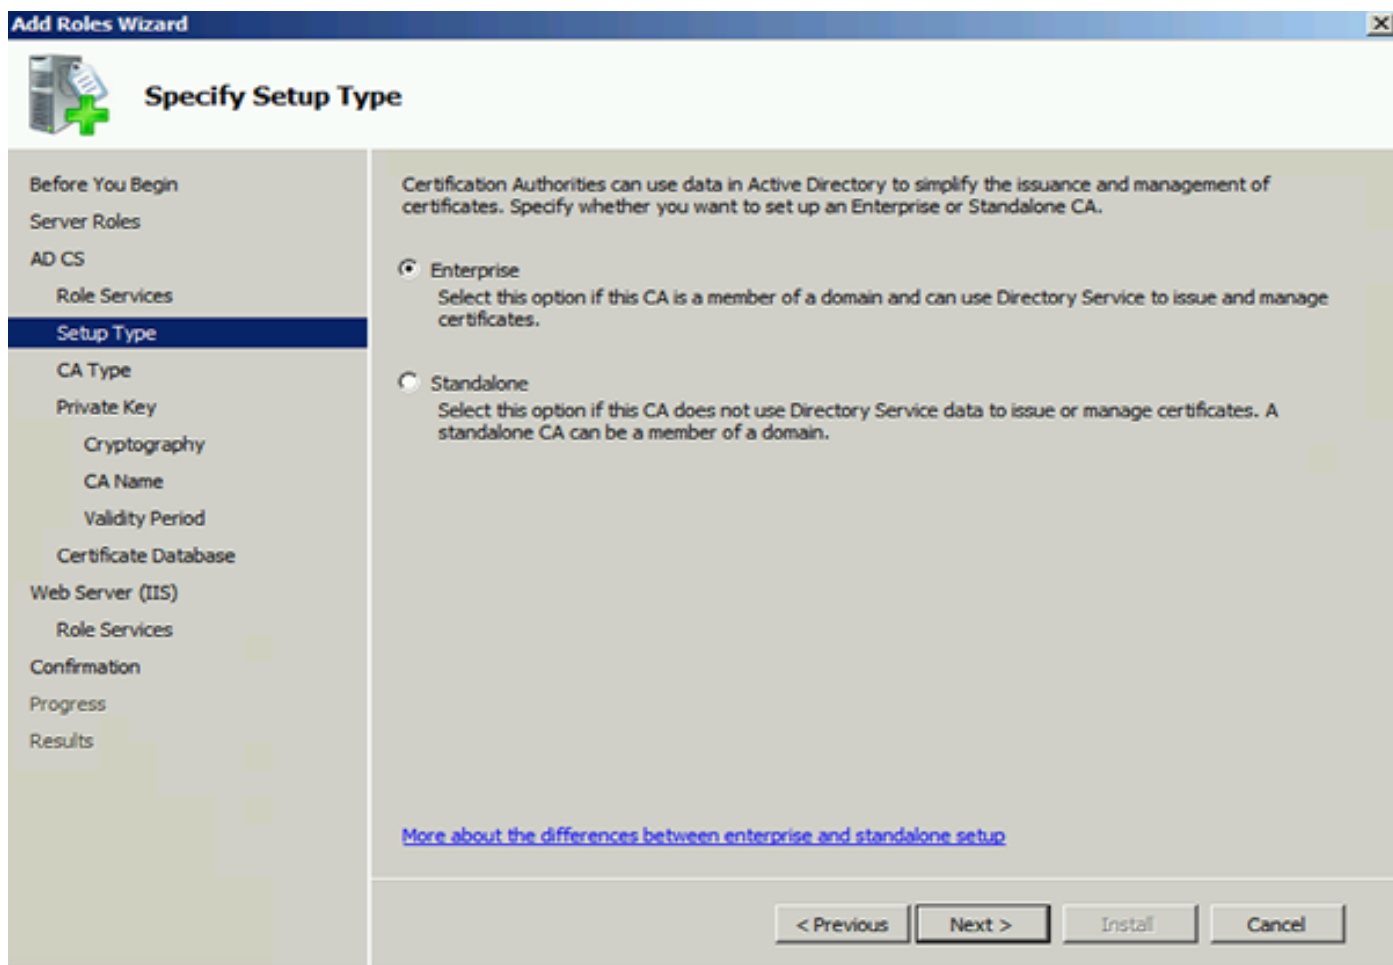 Add Roles Wizard
Specify Setup Type
Before You Begin
Server Roles
AD CS
Role Services
Setup Type
CA Type
Private Key
Cryptography
CA Name
Validity Period
Certificate Database
Web Server (IIS)
Role Services
Confirmation
Progress
Results
Certification Authorities can use data in Active Directory to simplify the issuance and management of
certificates. Specify whether you want to set up an Enterprise or Standalone CA.
Enterprise
Select this option if this CA is a member of a domain and can use Directory Service to issue and manage
certificates.
Standalone
Select this option if this CA does not use Directory Service data to issue or manage certificates. A
standalone CA can be a member of a domain.
More about the differences between enterprise and standalone setup
< Previous
Next >
Install
Cancel